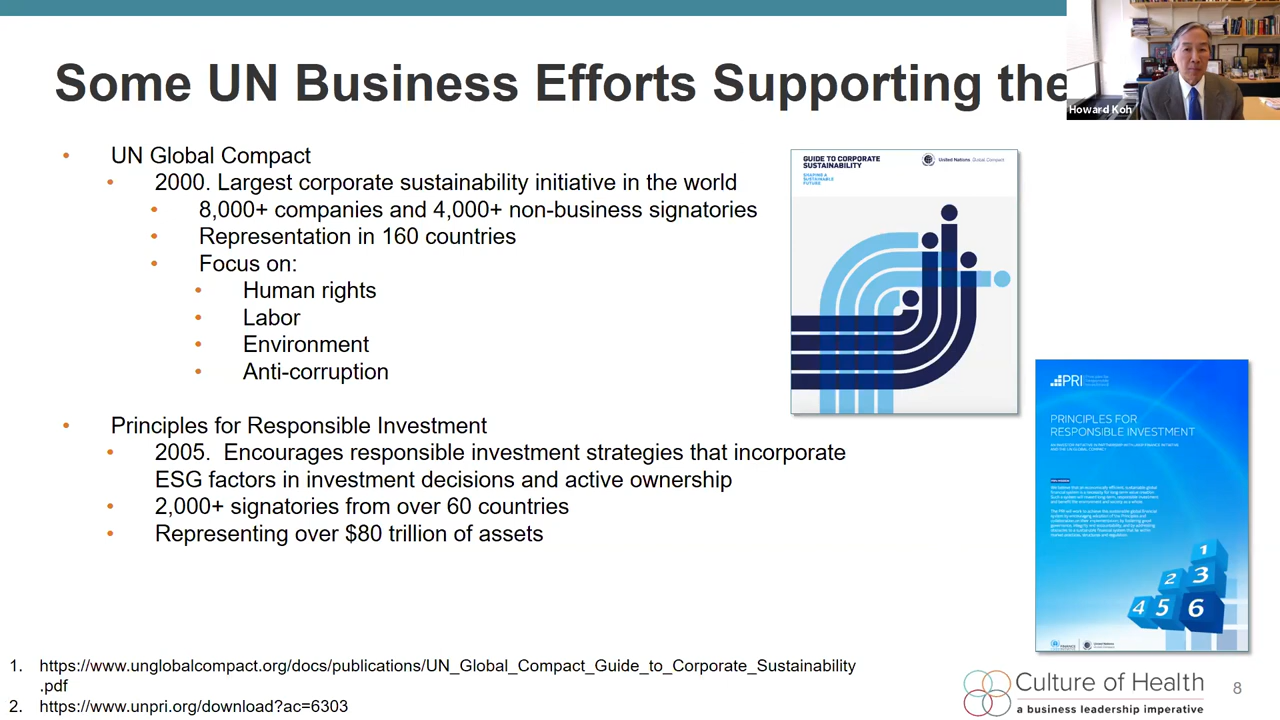 Some UN Business Efforts Supporting the
Howard Koh
• UN Global Compact
• 2000. Largest corporate sustainability initiative in the world
• 8,000+ companies and 4,000+ non-business signatories
• Representation in 160 countries
• Focus on:
• Human rights
• Labor
• Environment
• Anti-corruption
• Principles for Responsible Investment
• 2005. Encourages responsible investment strategies that incorporate
ESG factors in investment decisions and active ownership
• 2,000+ signatories from over 60 countries
• Representing over $80 trillion of assets
GUIDE TO CORPORATE
SUSTAINABILITY
SHAPING A
SUSTAINABLE
FUTURE
United Nations Global Compact
PRI
PRINCIPLES FOR
RESPONSIBLE INVESTMENT
1
2 3
4 5 6
1. https://www.unglobalcompact.org/docs/publications/UN_Global_Compact_Guide_to_Corporate_Sustainability
.pdf
2. https://www.unpri.org/download?ac=6303
Culture of Health
a business leadership imperative
8